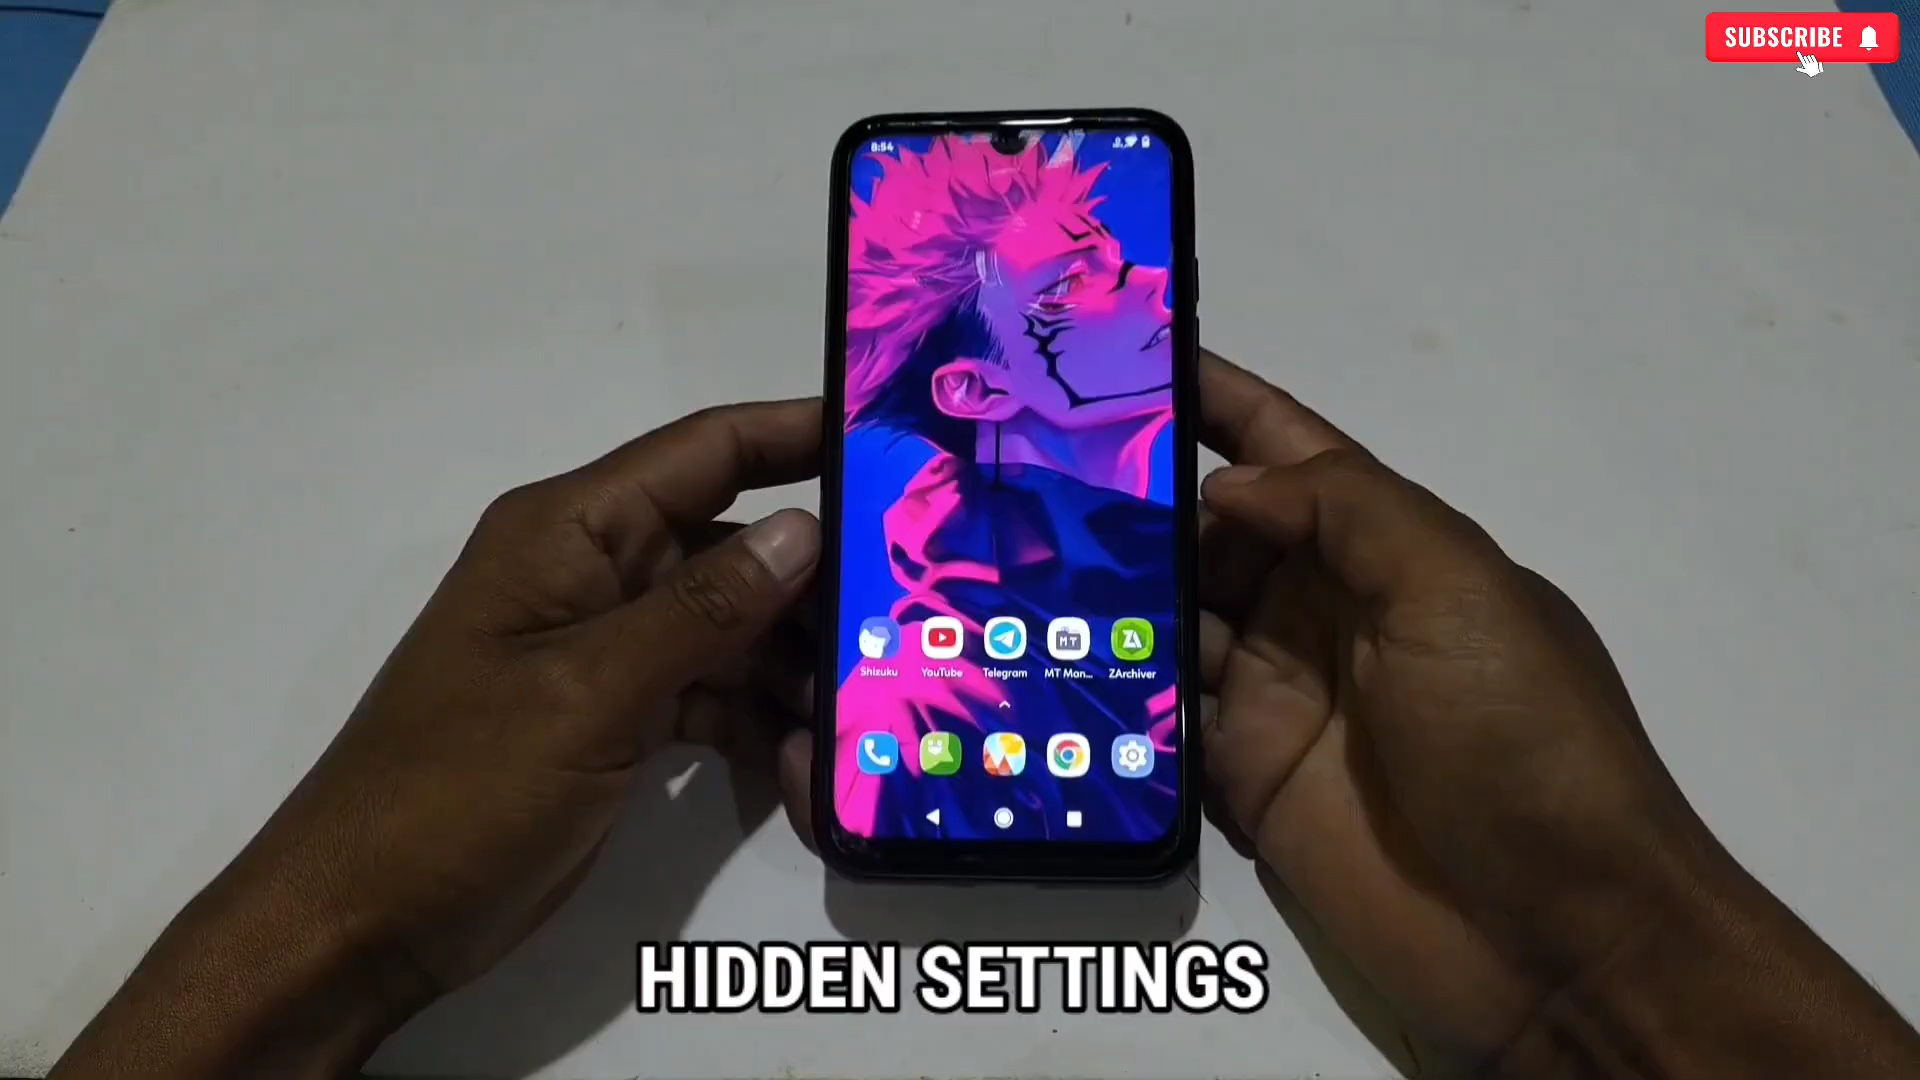 SUBSCRIBE
8:54
Shizuku YouTube Telegram MT Man... ZArchiver
HIDDEN SETTINGS